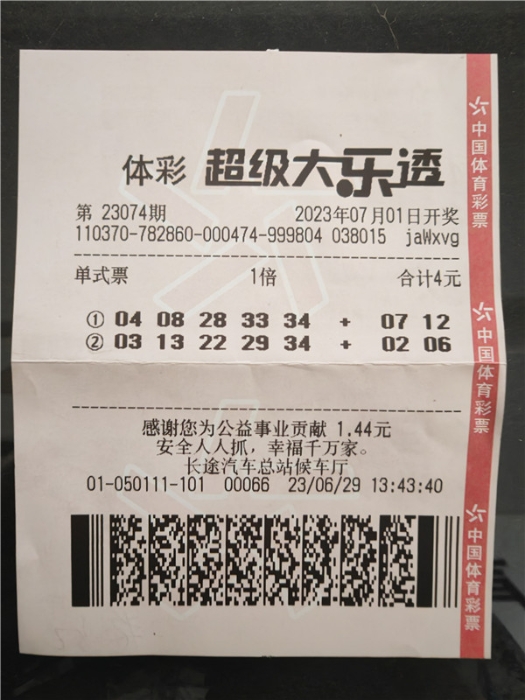 体彩 超级大乐透
第 23074期 2023年07月01日开奖
110370-782860-000474-999804 038015 jaWxvg
单式票 1倍 合计4元
① 04 08 28 33 34 + 07 12
② 03 13 22 29 34 + 02 06
感谢您为公益事业贡献 1.44元
安全人人抓，幸福千万家。
长途汽车总站候车厅
01-050111-101 00066 23/06/29 13:43:40
中国体育彩票
中国体育彩票
中国体育彩票